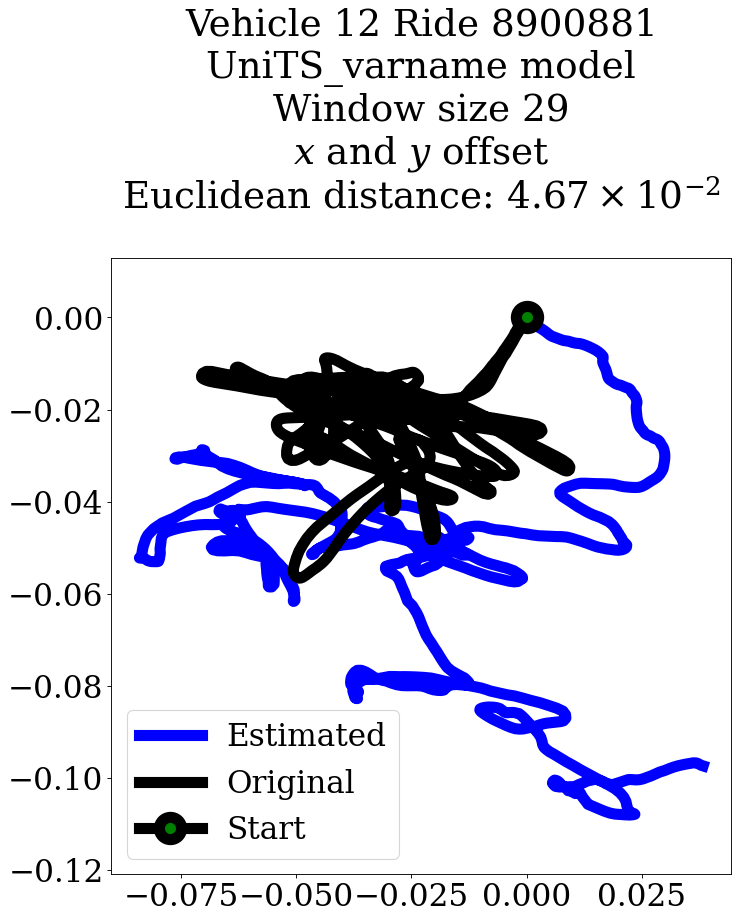 Vehicle 12 Ride 8900881
UniTS_varname model
Window size 29
x and y offset
Euclidean distance: 4.67 × 10⁻²
0.00
−0.02
−0.04
−0.06
−0.08
−0.10
−0.12
Estimated
Original
Start
−0.075 −0.050 −0.025 0.000 0.025